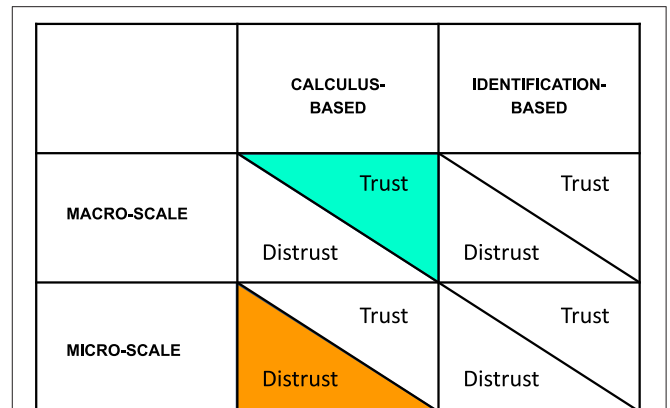 CALCULUS-
BASED
IDENTIFICATION-
BASED
MACRO-SCALE
Trust
Distrust
Trust
Distrust
MICRO-SCALE
Trust
Distrust
Trust
Distrust